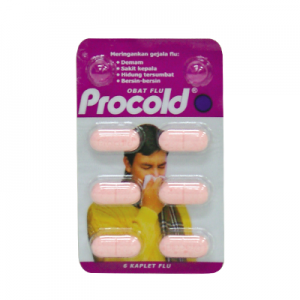 Meringankan gejala flu:
• Demam
• Sakit kepala
• Hidung tersumbat
• Bersin-bersin
OBAT FLU
Procold®
6 KAPLET FLU